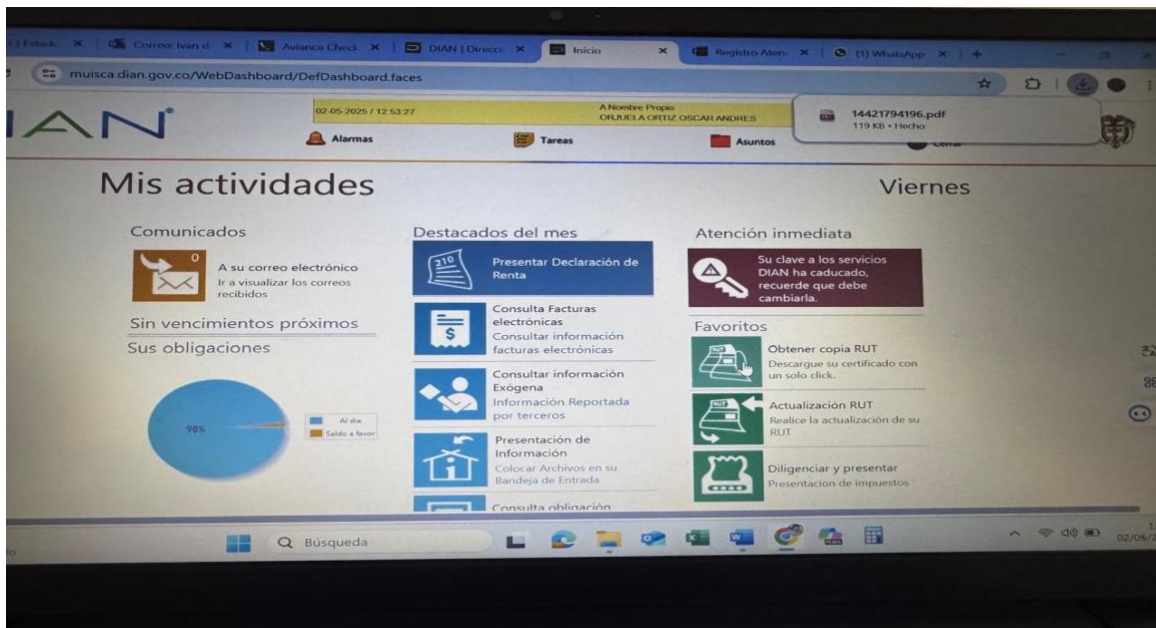 Correo: Ivan d
Avianca Check
DIAN | Direcci
Inicio
Registro Aten
(1) WhatsApp
muisca.dian.gov.co/WebDashboard/DefDashboard.faces
DIAN
02-05-2025 / 12:53:27
A Nombre Propio
ORJUELA ORTIZ OSCAR ANDRES
14421794196.pdf
119 KB • Hecho
Alarmas
Tareas
Asuntos
Cerrar
Mis actividades
Viernes
Comunicados
0
A su correo electrónico
Ir a visualizar los correos
recibidos
Sin vencimientos próximos
Sus obligaciones
98%
Al día
Saldo a favor
Destacados del mes
210
Presentar Declaración de
Renta
Consulta Facturas
electrónicas
Consultar información
facturas electrónicas
Consultar información
Exógena
Información Reportada
por terceros
Presentación de
Información
Colocar Archivos en su
Bandeja de Entrada
Consulta obligación
Atención inmediata
Su clave a los servicios
DIAN ha caducado,
recuerde que debe
cambiarla.
Favoritos
RUT
Obtener copia RUT
Descargue su certificado con
un solo click.
RUT
Actualización RUT
Realice la actualización de su
RUT
Diligenciar y presentar
Presentacion de impuestos
Búsqueda